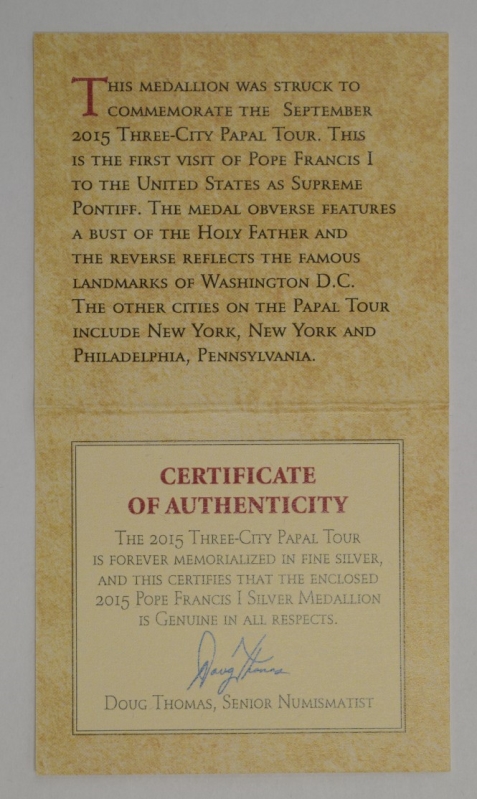 This medallion was struck to
commemorate the September
2015 Three-City Papal Tour. This
is the first visit of Pope Francis I
to the United States as Supreme
Pontiff. The medal obverse features
a bust of the Holy Father and
the reverse reflects the famous
landmarks of Washington D.C.
The other cities on the Papal Tour
include New York, New York and
Philadelphia, Pennsylvania.
CERTIFICATE
OF AUTHENTICITY
The 2015 Three-City Papal Tour
is forever memorialized in fine silver,
and this certifies that the enclosed
2015 Pope Francis I Silver Medallion
is Genuine in all respects.
Doug Thomas
Doug Thomas, Senior Numismatist